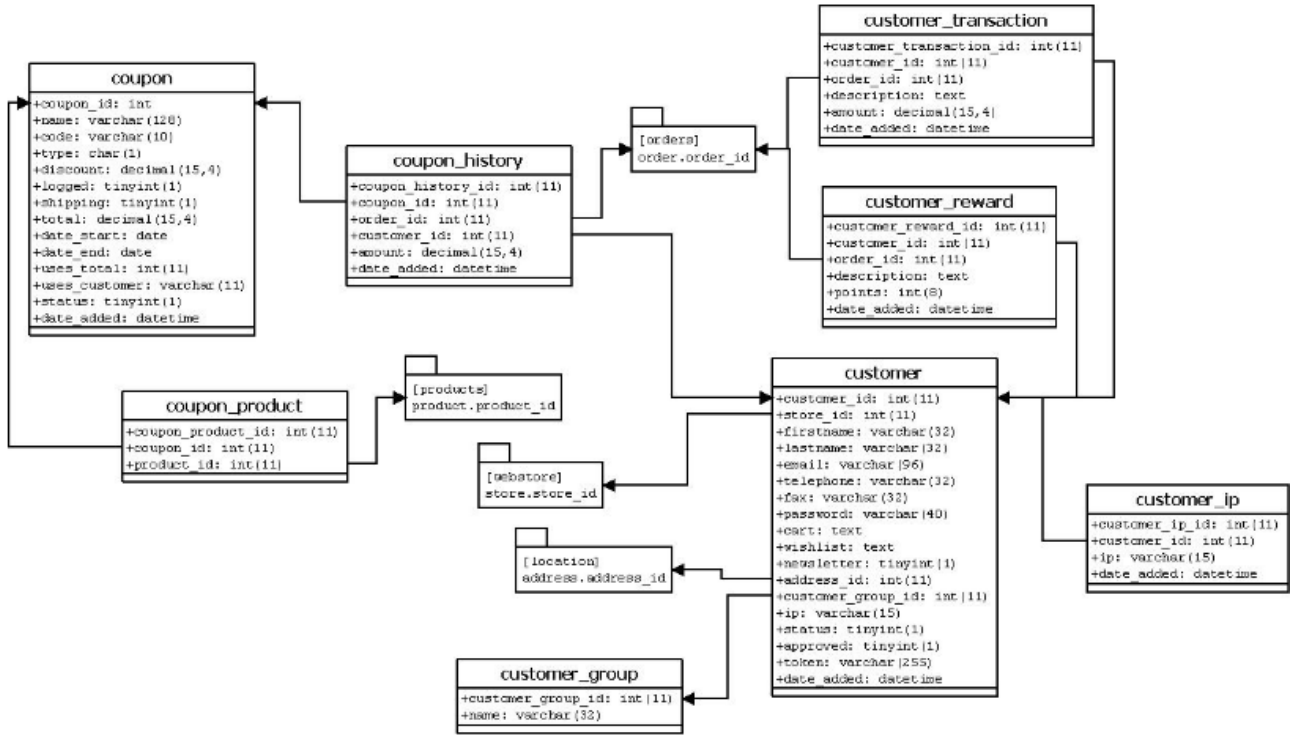 coupon
+coupon_id: int
+name: varchar(128)
+code: varchar(10)
+type: char(1)
+discount: decimal(15,4)
+logged: tinyint(1)
+shipping: tinyint(1)
+total: decimal(15,4)
+date_start: date
+date_end: date
+uses_total: int(11)
+uses_customer: varchar(11)
+status: tinyint(1)
+date_added: datetime
coupon_history
+coupon_history_id: int(11)
+coupon_id: int(11)
+order_id: int(11)
+customer_id: int(11)
+amount: decimal(15,4)
+date_added: datetime
[orders]
order.order_id
customer_transaction
+customer_transaction_id: int(11)
+customer_id: int(11)
+order_id: int(11)
+description: text
+amount: decimal(15,4)
+date_added: datetime
customer_reward
+customer_reward_id: int(11)
+customer_id: int(11)
+order_id: int(11)
+description: text
+points: int(8)
+date_added: datetime
coupon_product
+coupon_product_id: int(11)
+coupon_id: int(11)
+product_id: int(11)
[products]
product.product_id
[webstore]
store.store_id
[location]
address.address_id
customer
+customer_id: int(11)
+store_id: int(11)
+firstname: varchar(32)
+lastname: varchar(32)
+email: varchar(96)
+telephone: varchar(32)
+fax: varchar(32)
+password: varchar(40)
+cart: text
+wishlist: text
+newsletter: tinyint(1)
+address_id: int(11)
+customer_group_id: int(11)
+ip: varchar(15)
+status: tinyint(1)
+approved: tinyint(1)
+token: varchar(255)
+date_added: datetime
customer_ip
+customer_ip_id: int(11)
+customer_id: int(11)
+ip: varchar(15)
+date_added: datetime
customer_group
+customer_group_id: int(11)
+name: varchar(32)